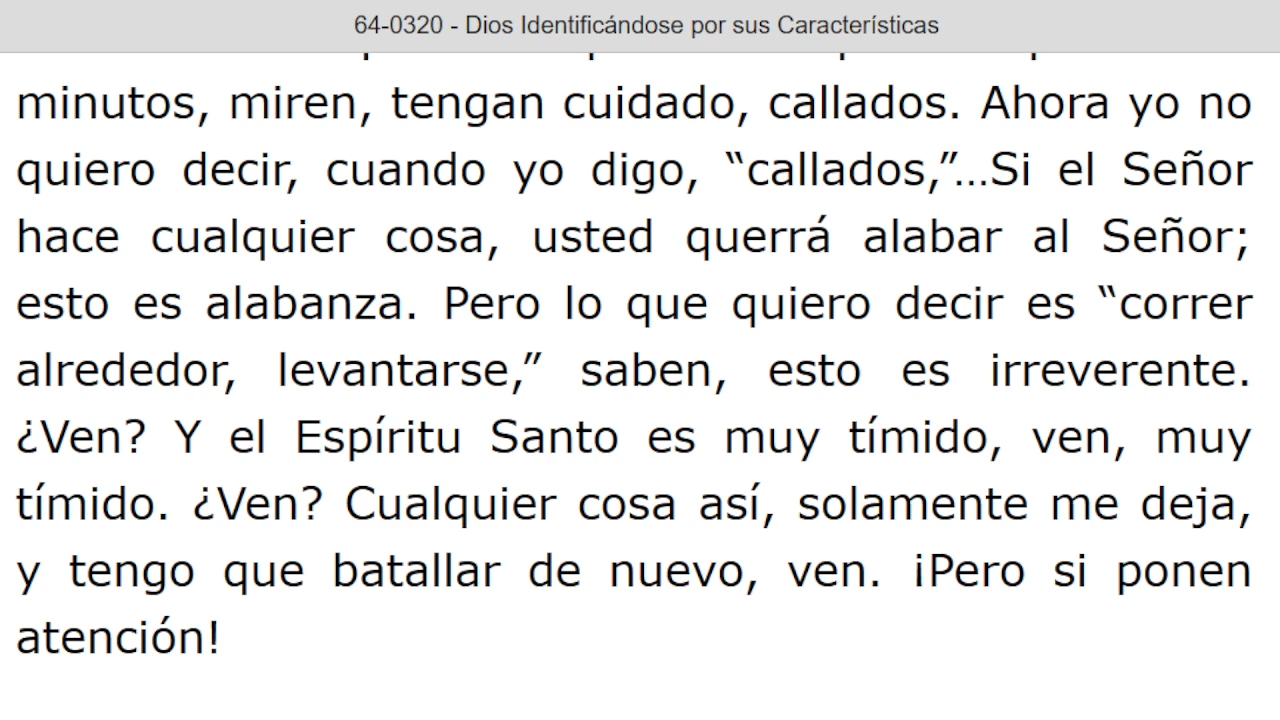 64-0320 - Dios Identificándose por sus Características
minutos, miren, tengan cuidado, callados. Ahora yo no
quiero decir, cuando yo digo, “callados,”...Si el Señor
hace cualquier cosa, usted querrá alabar al Señor;
esto es alabanza. Pero lo que quiero decir es “correr
alrededor, levantarse,” saben, esto es irreverente.
¿Ven? Y el Espíritu Santo es muy tímido, ven, muy
tímido. ¿Ven? Cualquier cosa así, solamente me deja,
y tengo que batallar de nuevo, ven. ¡Pero si ponen
atención!